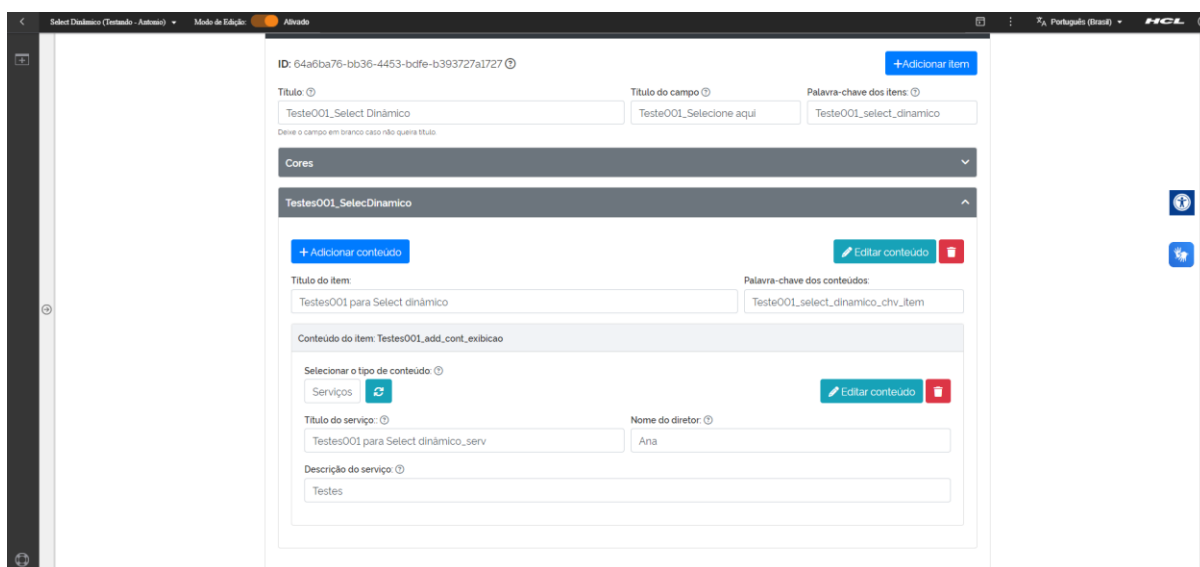 Select Dinâmico (Testando - Antonio) Modo de Edição: Ativado Português (Brasil) HCL
ID: 64a6ba76-bb36-4453-bdfe-b393727a1727 +Adicionar item
Título: Título do campo Palavra-chave dos itens:
Teste001_Select Dinâmico Teste001_Selecione aqui Teste001_select_dinamico
Deixe o campo em branco caso não queira título.
Cores
Testes001_SelecDinamico
+ Adicionar conteúdo Editar conteúdo
Título do item: Palavra-chave dos conteúdos:
Testes001 para Select dinâmico Teste001_select_dinamico_chv_item
Conteúdo do item: Testes001_add_cont_exibicao
Selecionar o tipo de conteúdo:
Serviços Editar conteúdo
Título do serviço:: Nome do diretor:
Testes001 para Select dinâmico_serv Ana
Descrição do serviço:
Testes